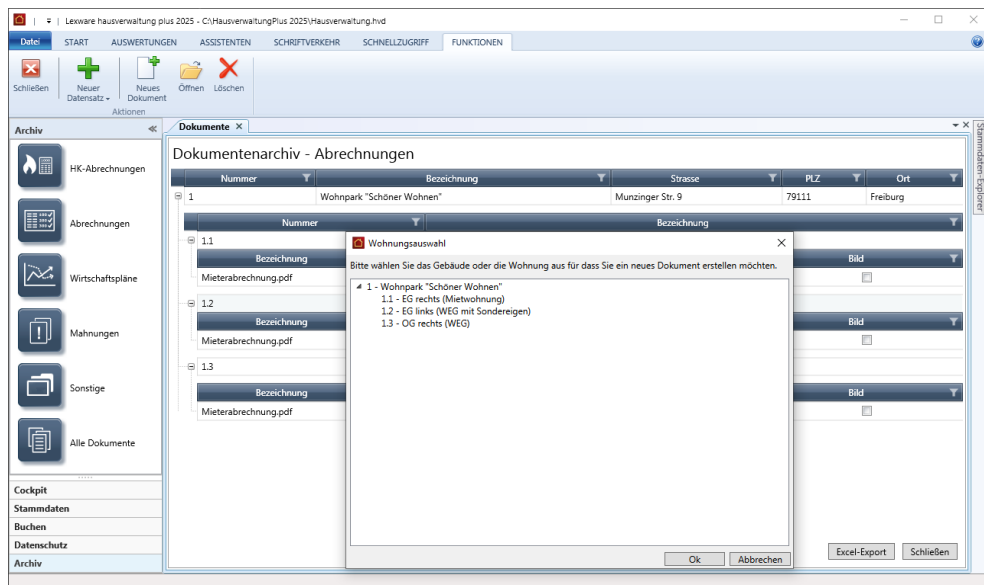 Lexware hausverwaltung plus 2025 - C:\HausverwaltungPlus 2025\Hausverwaltung.hvd
Datei START AUSWERTUNGEN ASSISTENTEN SCHRIFTVERKEHR SCHNELLZUGRIFF FUNKTIONEN
Schließen Neuer Datensatz Neues Dokument Öffnen Löschen
Aktionen
Archiv
Dokumente
Stammdaten-Explorer
HK-Abrechnungen
Abrechnungen
Wirtschaftspläne
Mahnungen
Sonstige
Alle Dokumente
Cockpit
Stammdaten
Buchen
Datenschutz
Archiv
Dokumentenarchiv - Abrechnungen
Nummer Bezeichnung Strasse PLZ Ort
1 Wohnpark "Schöner Wohnen" Munzinger Str. 9 79111 Freiburg
Nummer Bezeichnung
1.1
Bezeichnung Bild
Mieterabrechnung.pdf
1.2
Bezeichnung Bild
Mieterabrechnung.pdf
1.3
Bezeichnung Bild
Mieterabrechnung.pdf
Wohnungsauswahl
Bitte wählen Sie das Gebäude oder die Wohnung aus für dass Sie ein neues Dokument erstellen möchten.
1 - Wohnpark "Schöner Wohnen"
1.1 - EG rechts (Mietwohnung)
1.2 - EG links (WEG mit Sondereigen)
1.3 - OG rechts (WEG)
Ok Abbrechen
Excel-Export Schließen